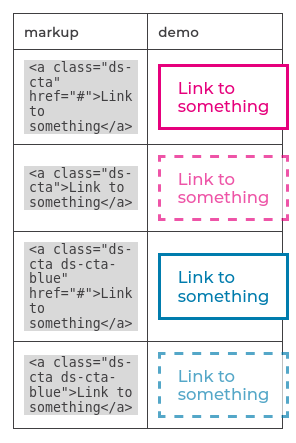 markup
demo
<a class="ds-
cta"
href="#">Link
to
something</a>
Link to
something
<a class="ds-
cta">Link to
something</a>
Link to
something
<a class="ds-
cta ds-cta-
blue"
href="#">Link
to
something</a>
Link to
something
<a class="ds-
cta ds-cta-
blue">Link to
something</a>
Link to
something